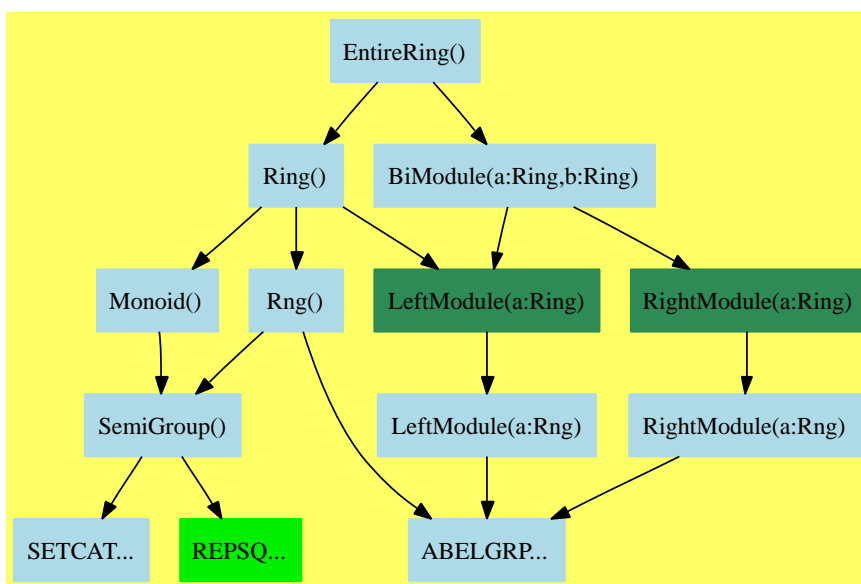 EntireRing()
Ring()
BiModule(a:Ring,b:Ring)
Monoid()
Rng()
LeftModule(a:Ring)
RightModule(a:Ring)
SemiGroup()
LeftModule(a:Rng)
RightModule(a:Rng)
SETCAT...
REPSQ...
ABELGRP...